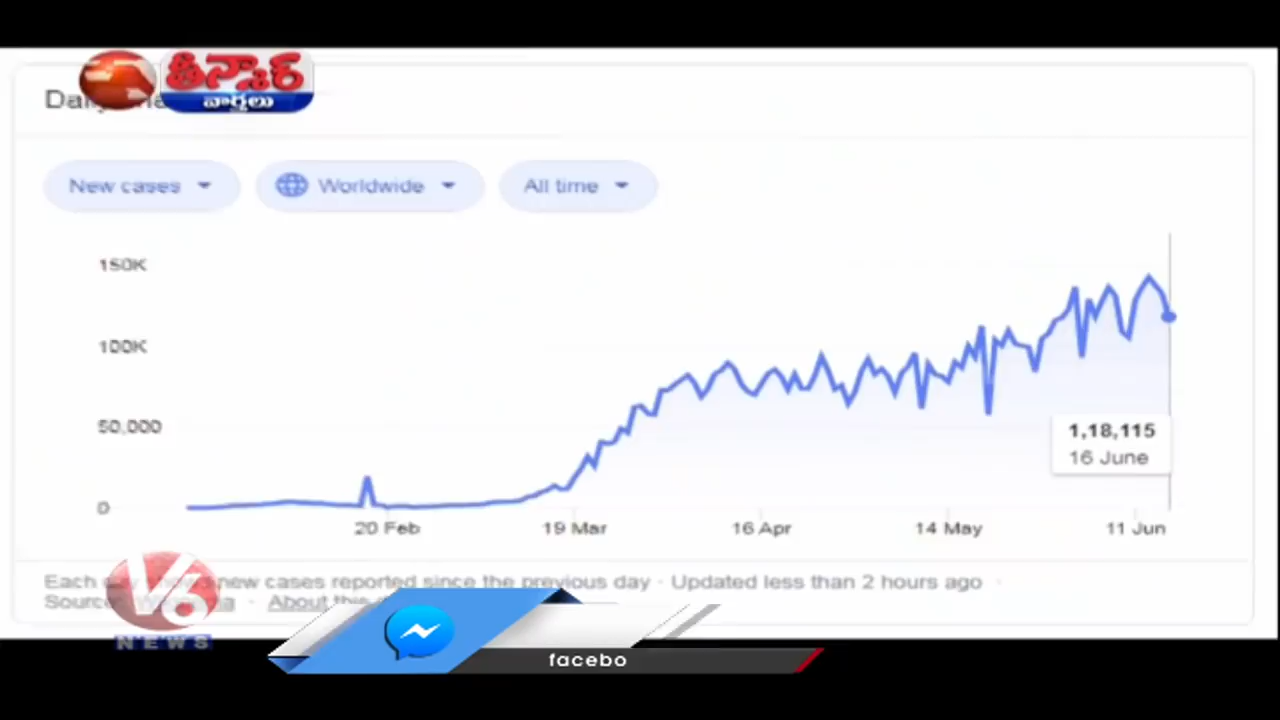 తీన్మార్
వార్తలు
New cases
Worldwide
All time
150K
100K
50,000
0
1,18,115
16 June
20 Feb
19 Mar
16 Apr
14 May
11 Jun
Each new cases reported since the previous day · Updated less than 2 hours ago ·
· About
V6
NEWS
facebo